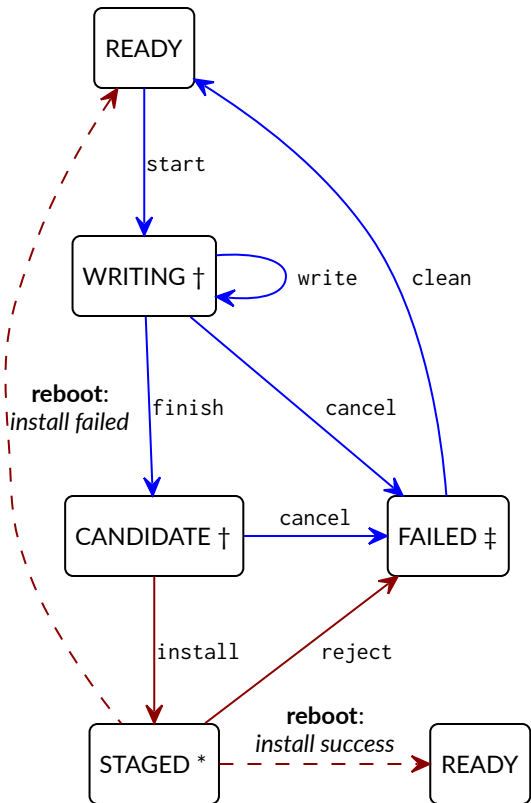 READY
start
WRITING †
write
clean
reboot:
install failed
finish
cancel
CANDIDATE †
cancel
FAILED ‡
install
reject
reboot:
install success
STAGED *
READY